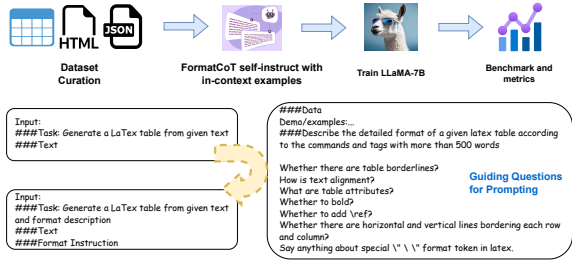 HTML
JSON
Dataset
Curation
FormatCoT self-instruct with
in-context examples
Train LLaMA-7B
Benchmark and
metrics
Input:
####Task: Generate a LaTex table from given text
####Text
Input:
####Task: Generate a LaTex table from given text
and format description
####Text
####Format Instruction
###Data
Demo/examples:...
####Describe the detailed format of a given latex table according
to the commands and tags with more than 500 words
Whether there are table borderlines?
How is text alignment?
What are table attributes?
Whether to bold?
Whether to add \ref?
Whether there are horizontal and vertical lines bordering each row
and column?
Say anything about special \" \ \" format token in latex.
Guiding Questions
for Prompting